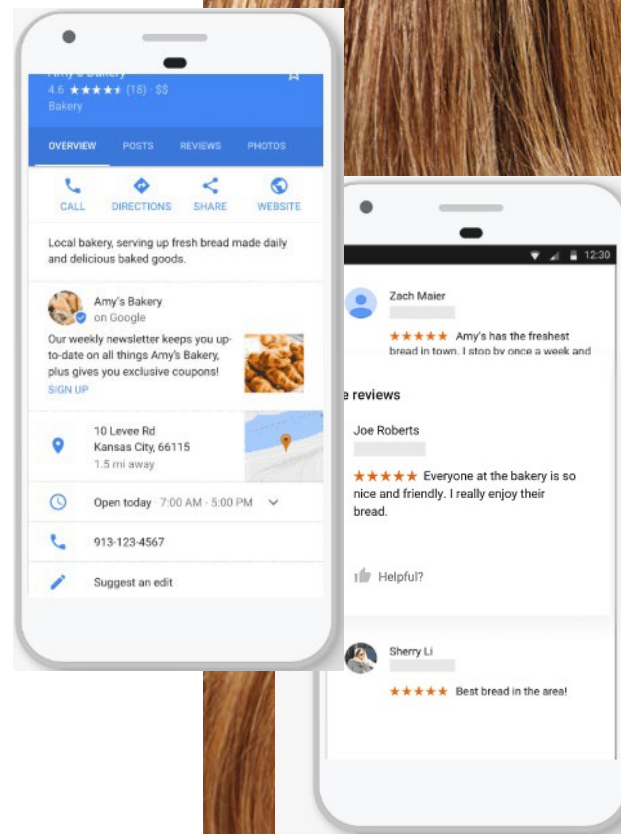 Amy's Bakery
4.6 ★★★★★ (18) · $$
Bakery
OVERVIEW POSTS REVIEWS PHOTOS
CALL DIRECTIONS SHARE WEBSITE
Local bakery, serving up fresh bread made daily
and delicious baked goods.
Amy's Bakery
on Google
Our weekly newsletter keeps you up-
to-date on all things Amy's Bakery,
plus gives you exclusive coupons!
SIGN UP
10 Levee Rd
Kansas City, 66115
1.5 mi away
Open today · 7:00 AM - 5:00 PM
913-123-4567
Suggest an edit
12:30
Zach Maier
★★★★★ Amy's has the freshest
bread in town. I stop by once a week and
e reviews
Joe Roberts
★★★★★ Everyone at the bakery is so
nice and friendly. I really enjoy their
bread.
Helpful?
Sherry Li
★★★★★ Best bread in the area!